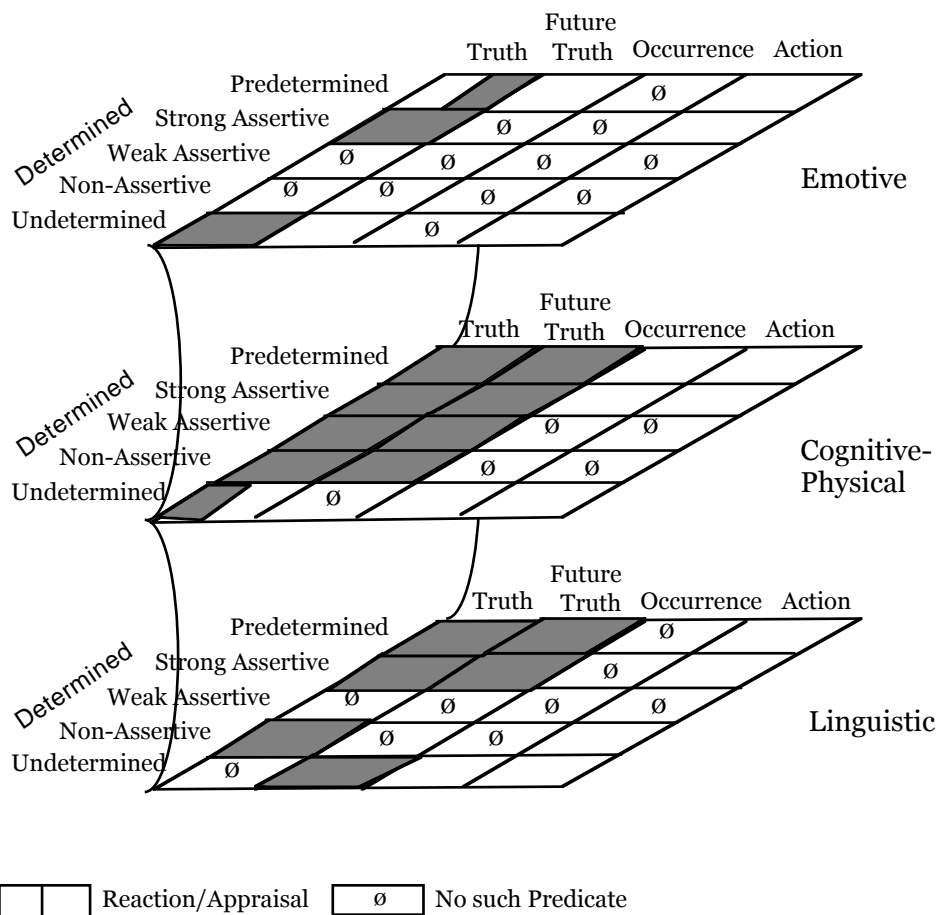 Future
Truth Truth Occurrence Action
Predetermined ø
Strong Assertive ø ø
Determined
Weak Assertive ø ø ø ø
Non-Assertive ø ø ø ø
Emotive
Undetermined ø
Future
Truth Truth Occurrence Action
Predetermined
Strong Assertive
Determined
Weak Assertive ø ø
Non-Assertive ø ø
Cognitive-
Physical
Undetermined ø
Future
Truth Truth Occurrence Action
Predetermined ø
Strong Assertive ø
Determined
Weak Assertive ø ø ø ø
Non-Assertive ø ø
Linguistic
Undetermined ø
Reaction/Appraisal ø No such Predicate